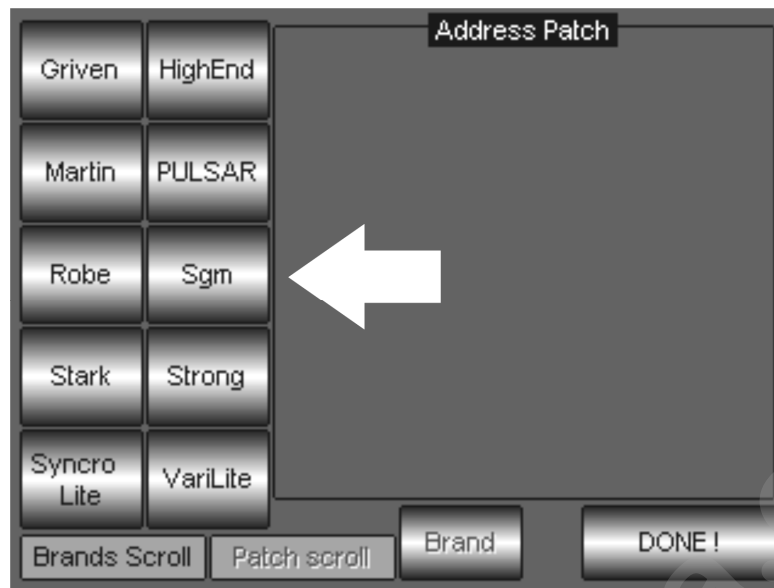 Address Patch
Griven
HighEnd
Martin
PULSAR
Robe
Sgm
Stark
Strong
Syncro
Lite
VariLite
Brands Scroll
Patch scroll
Brand
DONE !